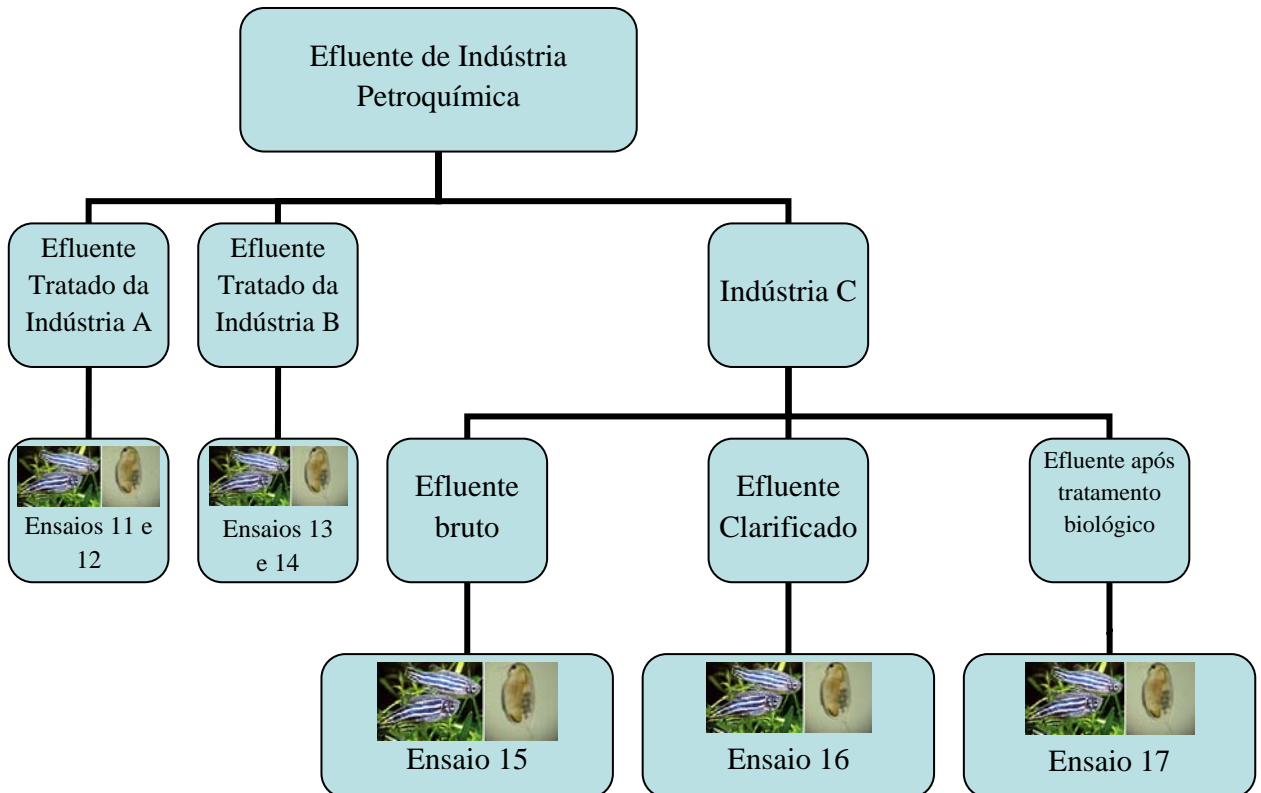 Efluente de Indústria
Petroquímica
Efluente
Tratado da
Indústria A
Efluente
Tratado da
Indústria B
Indústria C
Ensaios 11 e
12
Ensaios 13
e 14
Efluente
bruto
Efluente
Clarificado
Efluente após
tratamento
biológico
Ensaio 15
Ensaio 16
Ensaio 17